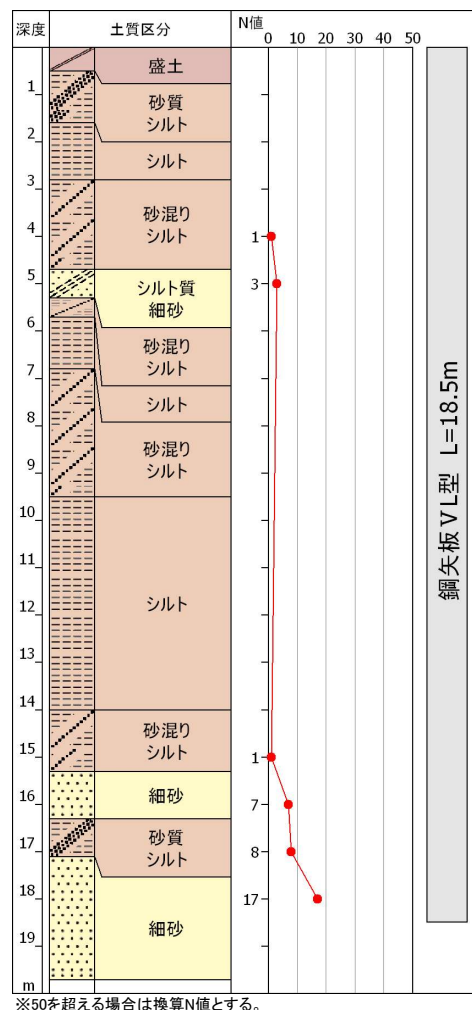 深度
土質区分
N値
0 10 20 30 40 50
盛土
1
砂質
シルト
2
シルト
3
砂混り
シルト
4
1
5
3
シルト質
細砂
6
砂混り
シルト
7
シルト
8
砂混り
シルト
9
10
11
シルト
12
13
14
砂混り
シルト
15
1
細砂
16
7
砂質
シルト
17
8
18
17
細砂
19
m
鋼矢板ⅤL型 L=18.5m
※50を超える場合は換算N値とする。